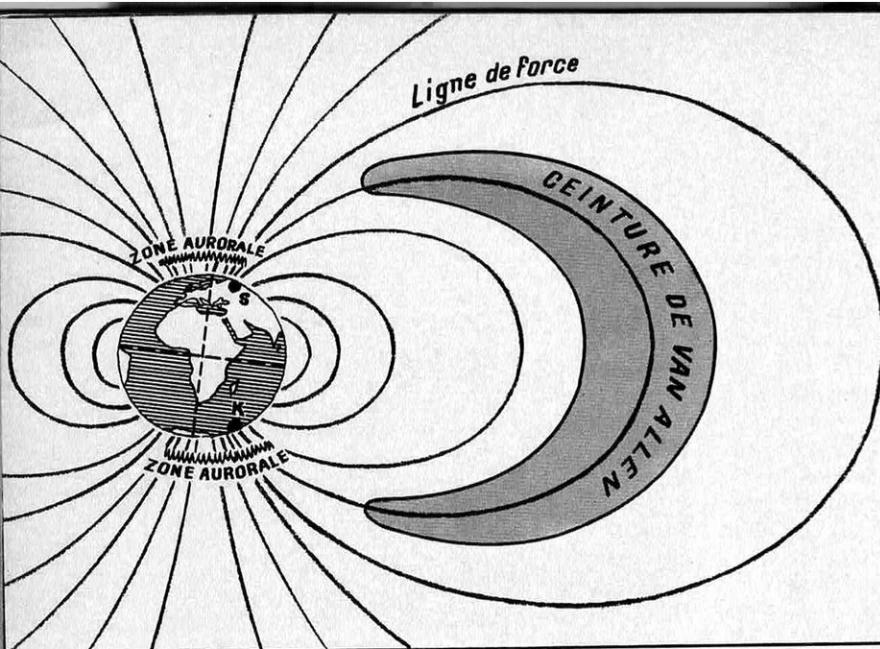 Ligne de force
CEINTURE DE VAN ALLEN
ZONE AURORALE
S
K
ZONE AURORALE